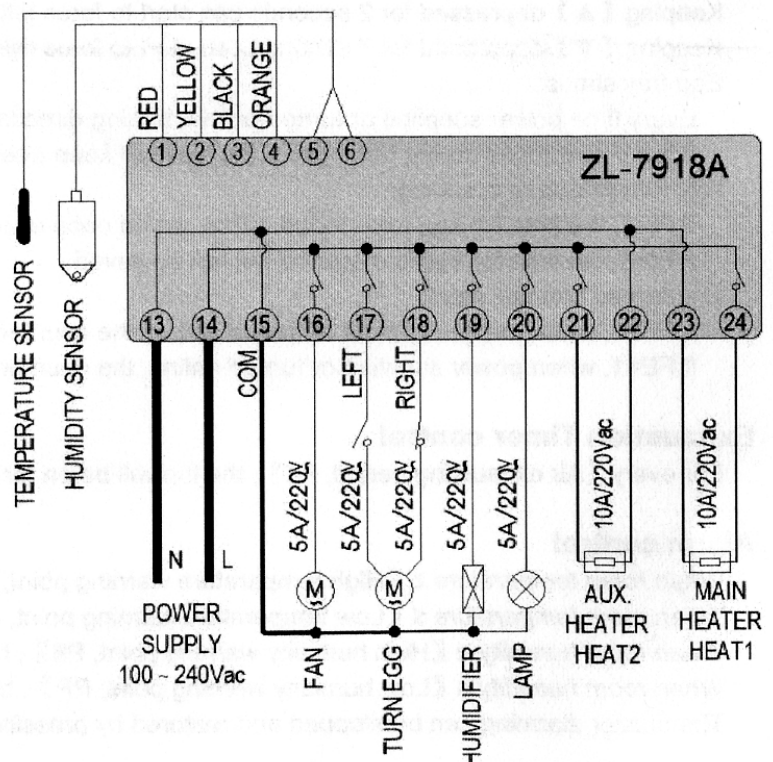 RED
YELLOW
BLACK
ORANGE
1
2
3
4
5
6
ZL-7918A
TEMPERATURE SENSOR
HUMIDITY SENSOR
13
14
15
16
17
18
19
20
21
22
23
24
COM
LEFT
RIGHT
5A/220V
5A/220V
5A/220V
5A/220V
5A/220V
10A/220Vac
10A/220Vac
N
L
POWER
SUPPLY
100~240Vac
M
M
FAN
TURN EGGS
HUMIDIFIER
LAMP
AUX.
HEATER
HEAT2
MAIN
HEATER
HEAT1